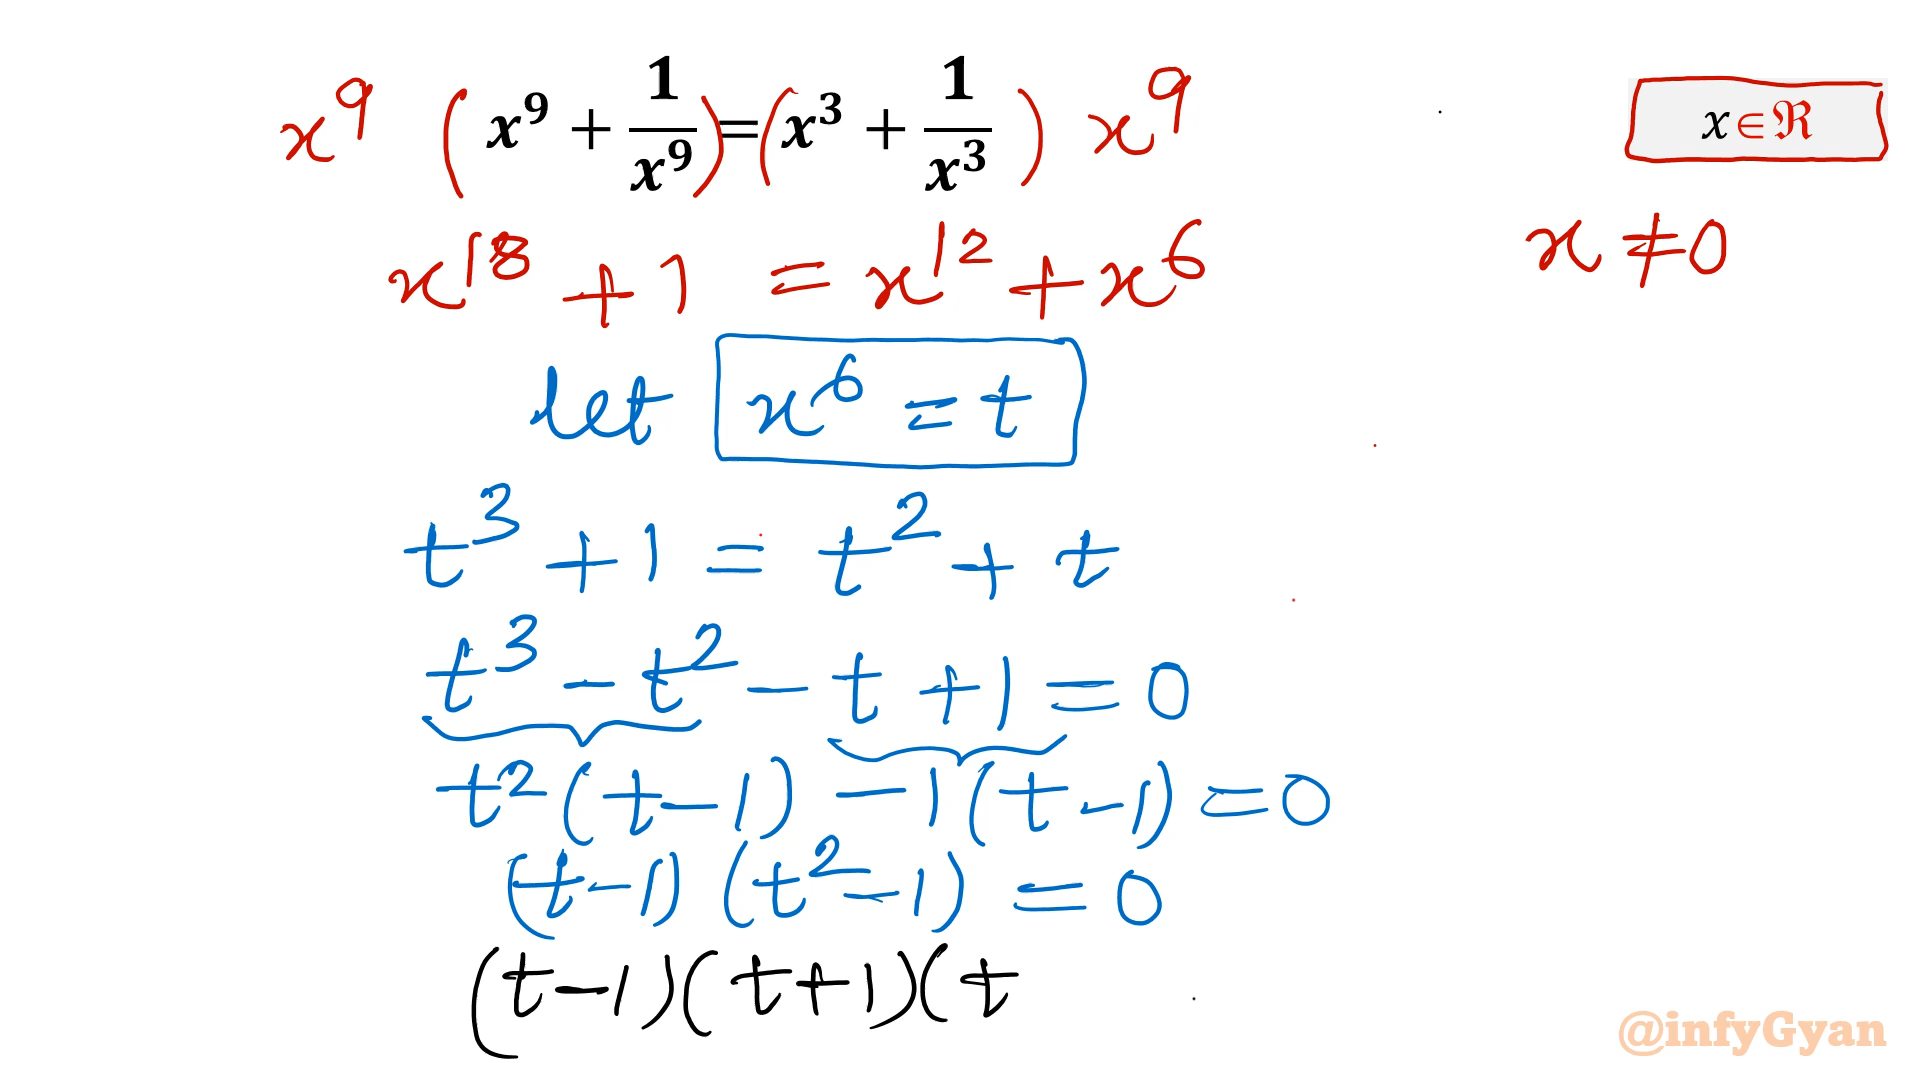 x⁹ ( x⁹ + 1/x⁹ ) = ( x³ + 1/x³ ) x⁹
x ∈ ℜ
x¹⁸ + 1 = x¹² + x⁶
x ≠ 0
let x⁶ = t
t³ + 1 = t² + t
t³ - t² - t + 1 = 0
t² (t - 1) - 1 (t - 1) = 0
(t - 1) (t² - 1) = 0
(t - 1) (t + 1) (t
@infyGyan